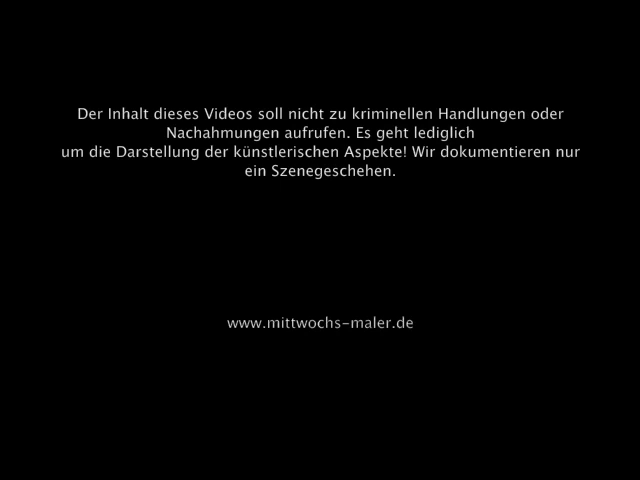 Der Inhalt dieses Videos soll nicht zu kriminellen Handlungen oder
Nachahmungen aufrufen. Es geht lediglich
um die Darstellung der künstlerischen Aspekte! Wir dokumentieren nur
ein Szenegeschehen.
www.mittwochs-maler.de